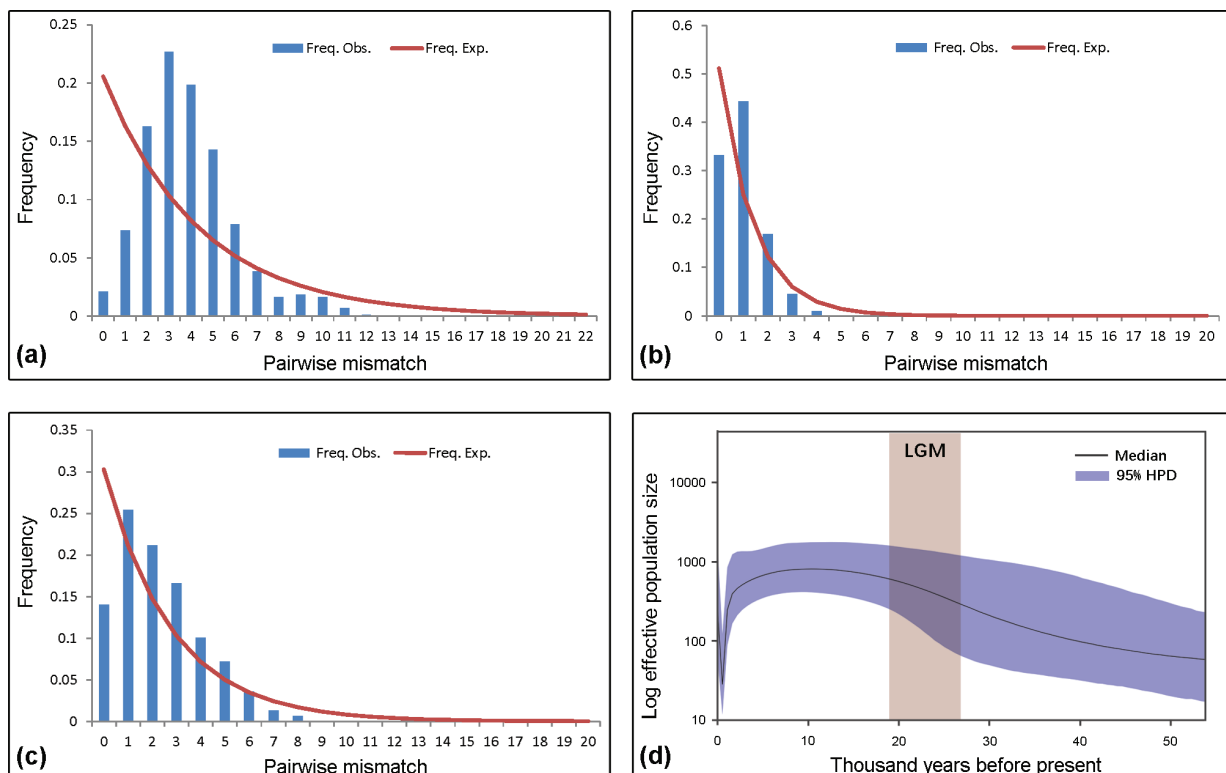 0.25
0.2
0.15
0.1
0.05
0
Frequency
Freq. Obs. Freq. Exp.
0 1 2 3 4 5 6 7 8 9 10 11 12 13 14 15 16 17 18 19 20 21 22
Pairwise mismatch
(a)
0.6
0.5
0.4
0.3
0.2
0.1
0
Frequency
Freq. Obs. Freq. Exp.
0 1 2 3 4 5 6 7 8 9 10 11 12 13 14 15 16 17 18 19 20
Pairwise mismatch
(b)
0.35
0.3
0.25
0.2
0.15
0.1
0.05
0
Frequency
Freq. Obs. Freq. Exp.
0 1 2 3 4 5 6 7 8 9 10 11 12 13 14 15 16 17 18 19 20
Pairwise mismatch
(c)
LGM
Median
95% HPD
10000
1000
100
10
Log effective population size
0 10 20 30 40 50
Thousand years before present
(d)